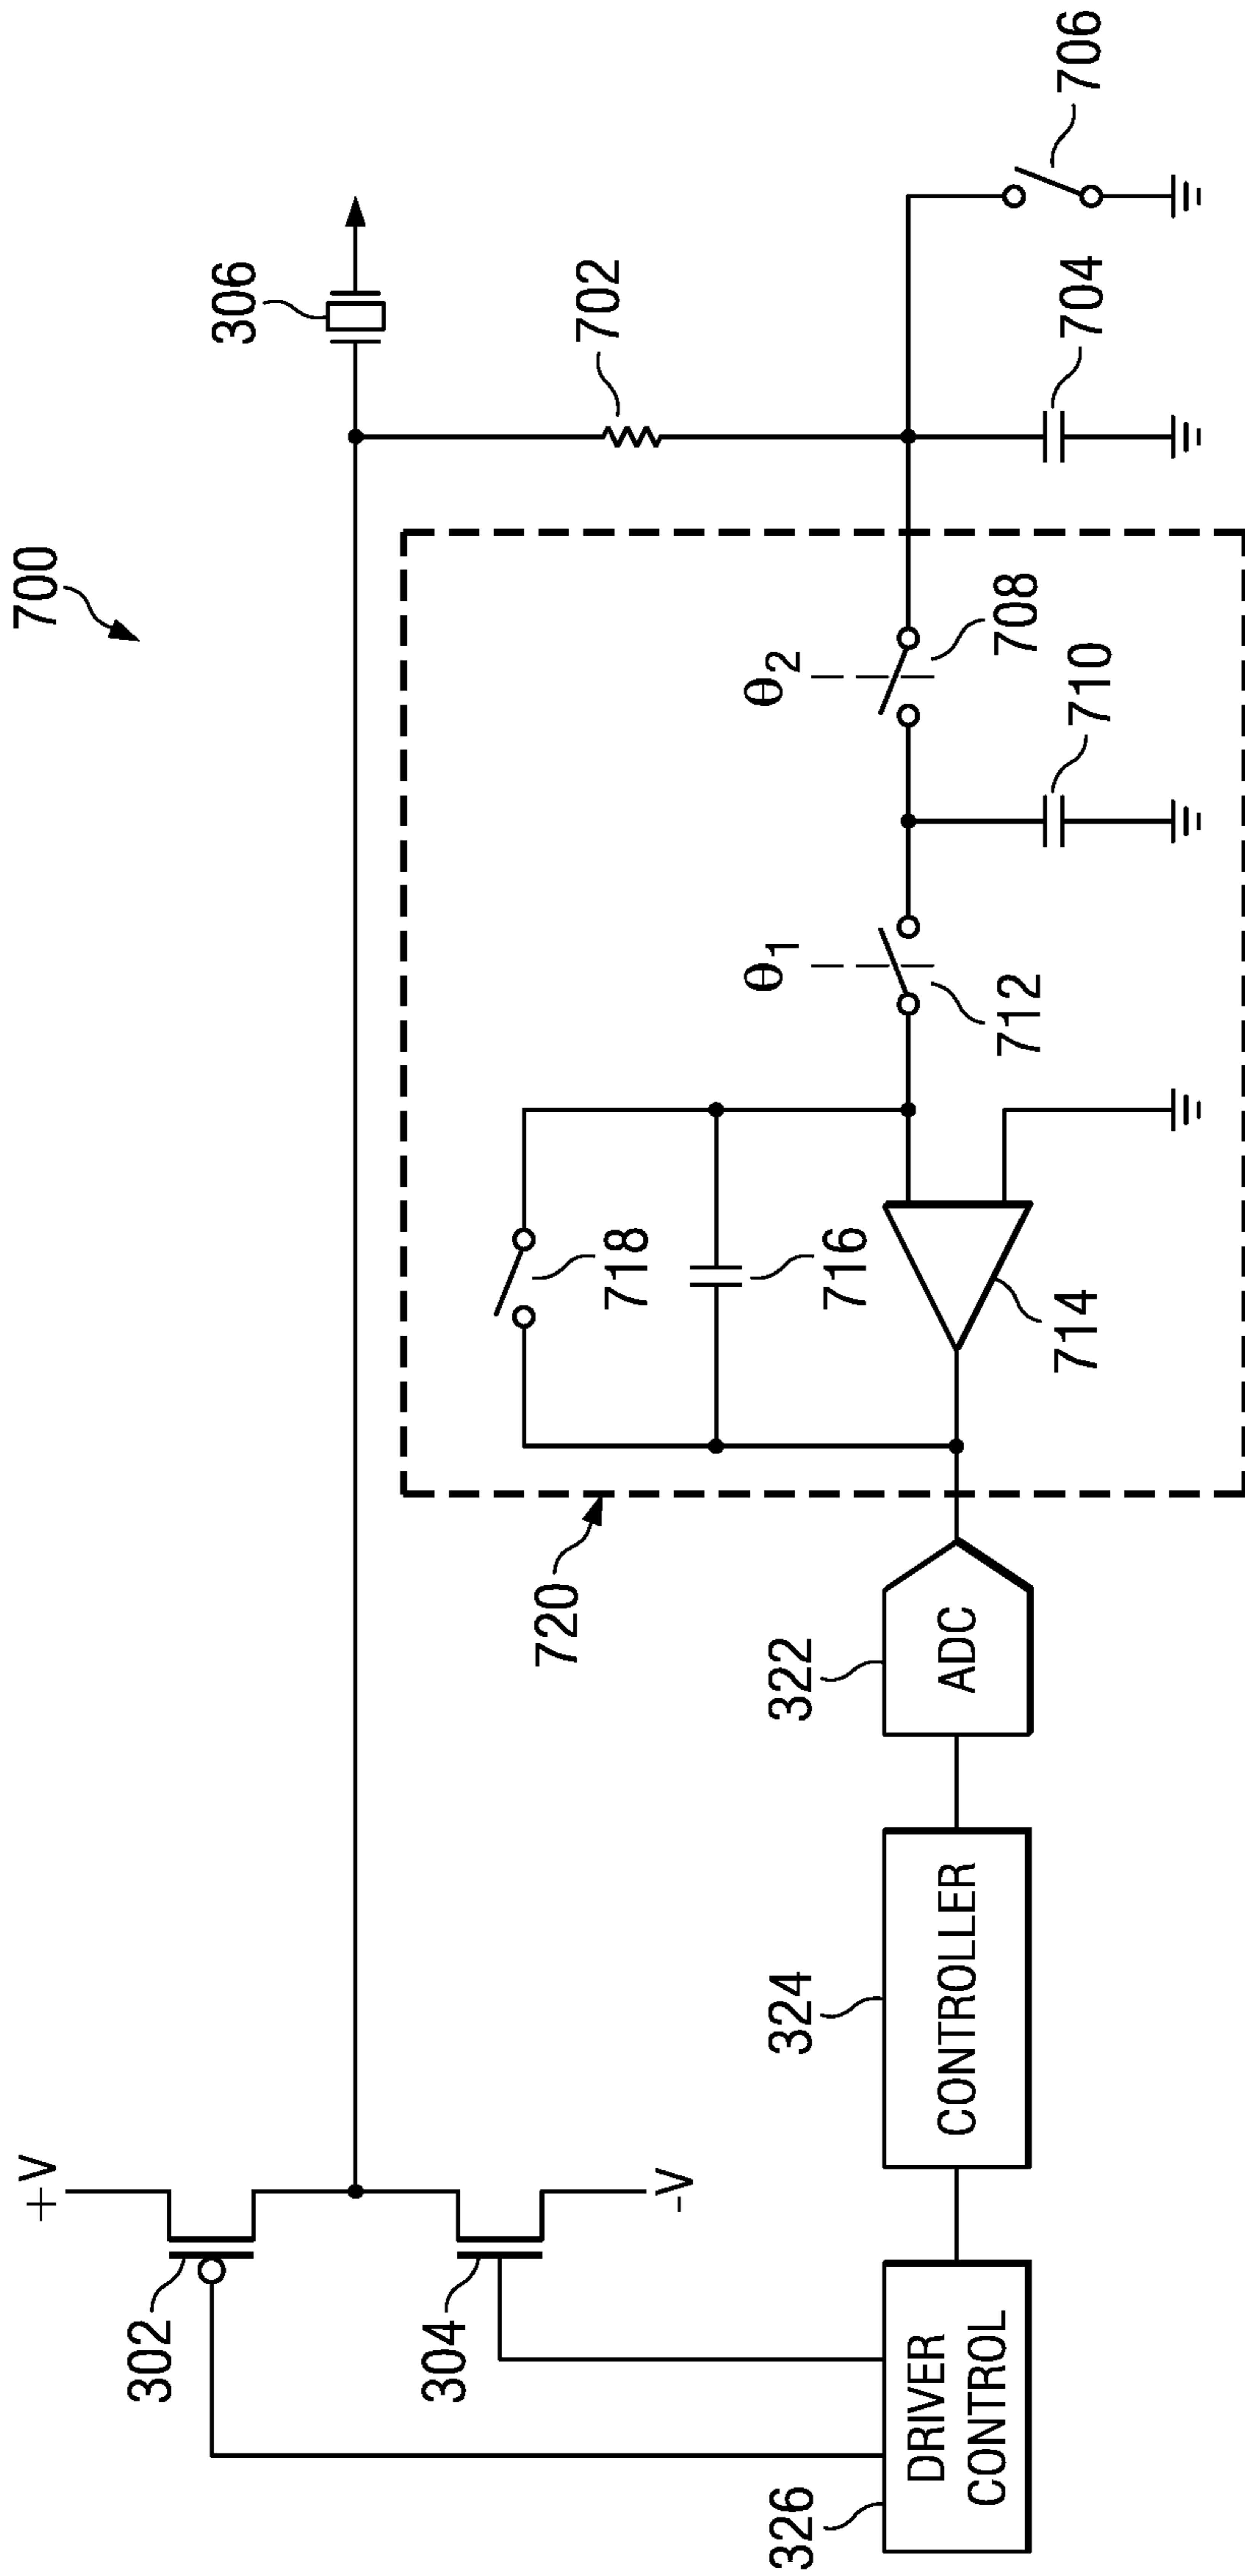 700
+V
302
304
-V
306
702
706
704
θ2
708
710
θ1
712
718
716
714
720
322
ADC
324
CONTROLLER
326
DRIVER
CONTROL